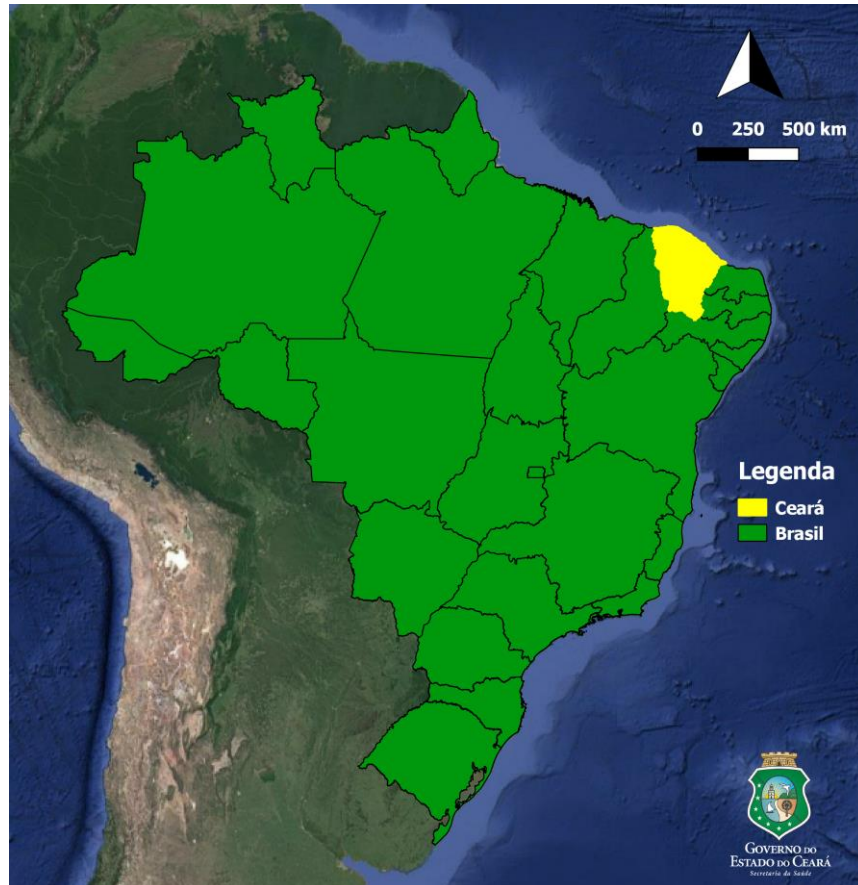 0 250 500 km
Legenda
Ceará
Brasil
GOVERNO DO
ESTADO DO CEARÁ
Secretaria da Saúde